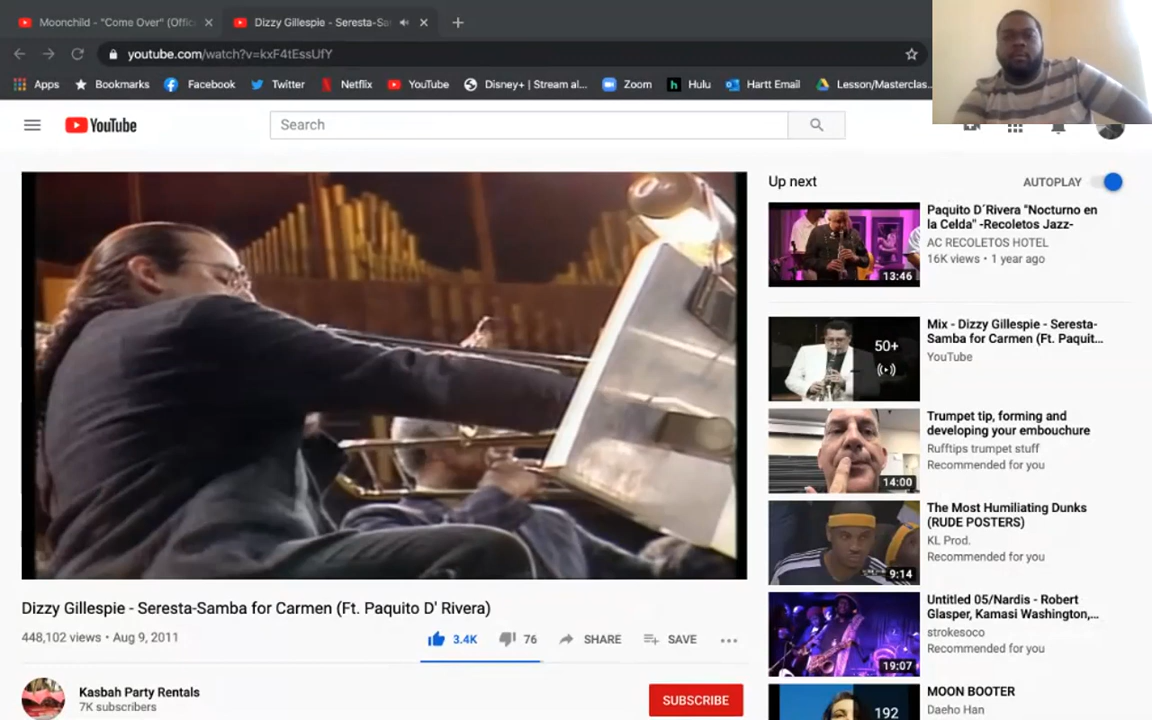 Moonchild - "Come Over" (Offic
Dizzy Gillespie - Seresta-Sa
youtube.com/watch?v=kxF4tEssUfY
Apps
Bookmarks
Facebook
Twitter
Netflix
YouTube
Disney+ | Stream al...
Zoom
h Hulu
Hartt Email
Lesson/Masterclas...
YouTube
Search
Up next
AUTOPLAY
Paquito D´Rivera "Nocturno en
la Celda" -Recoletos Jazz-
AC RECOLETOS HOTEL
16K views • 1 year ago
13:46
Mix - Dizzy Gillespie - Seresta-
Samba for Carmen (Ft. Paquit...
YouTube
50+
Trumpet tip, forming and
developing your embouchure
Rufftips trumpet stuff
Recommended for you
14:00
The Most Humiliating Dunks
(RUDE POSTERS)
KL Prod.
Recommended for you
9:14
Untitled 05/Nardis - Robert
Glasper, Kamasi Washington,...
strokesoco
Recommended for you
19:07
MOON BOOTER
Daeho Han
192
Dizzy Gillespie - Seresta-Samba for Carmen (Ft. Paquito D' Rivera)
448,102 views • Aug 9, 2011
3.4K
76
SHARE
SAVE
Kasbah Party Rentals
7K subscribers
SUBSCRIBE